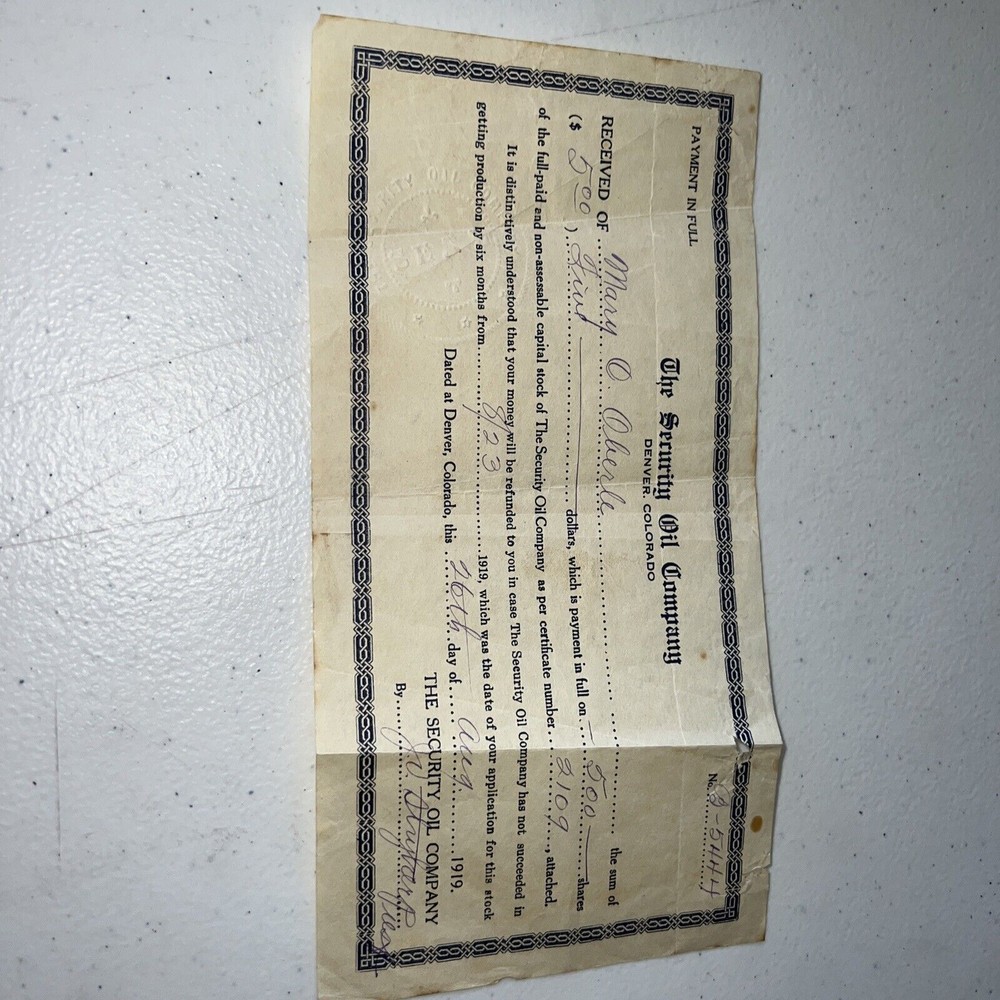 PAYMENT IN FULL
No. B-5444
The Security Oil Company
DENVER, COLORADO
RECEIVED OF Mary O. Oberle the sum of
($ 5.00 ) Five dollars, which is payment in full on 500 shares
of the full-paid and non-assessable capital stock of The Security Oil Company as per certificate number 2109, attached.
It is distinctively understood that your money will be refunded to you in case The Security Oil Company has not succeeded in
getting production by six months from 8/23 1919, which was the date of your application for this stock
Dated at Denver, Colorado, this 26th day of Aug. 1919.
THE SECURITY OIL COMPANY
By